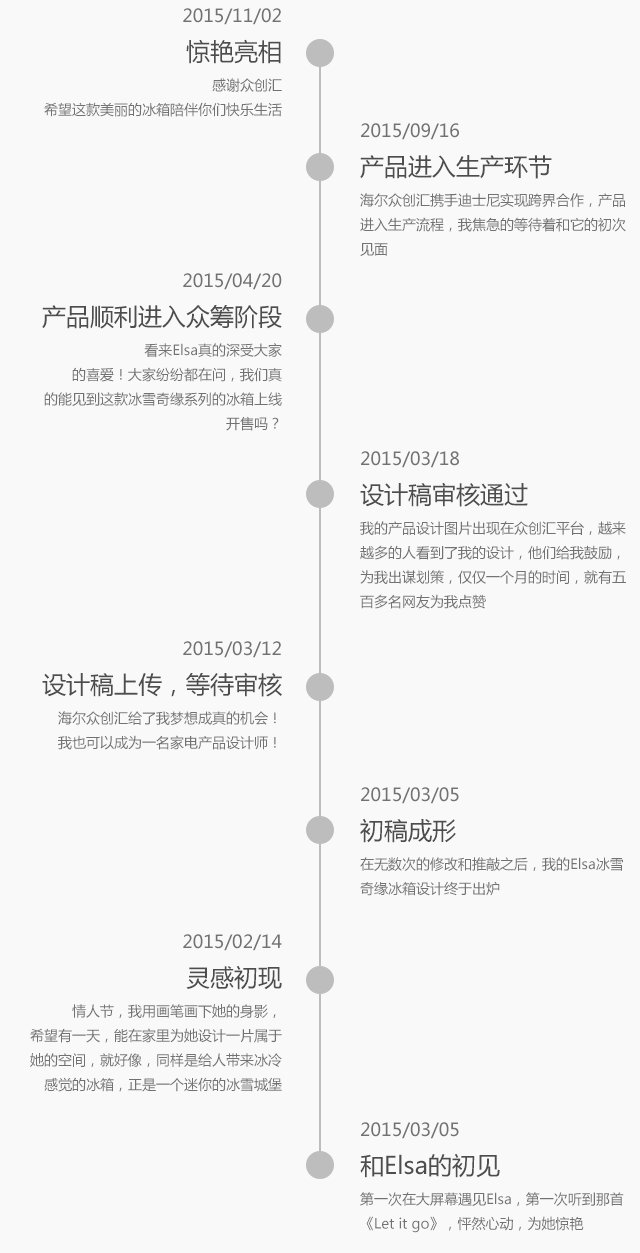 2015/11/02
惊艳亮相
感谢众创汇
希望这款美丽的冰箱陪伴你们快乐生活
2015/09/16
产品进入生产环节
海尔众创汇携手迪士尼实现跨界合作，产品
进入生产流程，我焦急的等待着和它的初次
见面
2015/04/20
产品顺利进入众筹阶段
看来Elsa真的深受大家
的喜爱！大家纷纷都在问，我们真
的能见到这款冰雪奇缘系列的冰箱上线
开售吗？
2015/03/18
设计稿审核通过
我的产品设计图片出现在众创汇平台，越来
越多的人看到了我的设计，他们给我鼓励，
为我出谋划策，仅仅一个月的时间，就有五
百多名网友为我点赞
2015/03/12
设计稿上传，等待审核
海尔众创汇给了我梦想成真的机会！
我也可以成为一名家电产品设计师！
2015/03/05
初稿成形
在无数次的修改和推敲之后，我的Elsa冰雪
奇缘冰箱设计终于出炉
2015/02/14
灵感初现
情人节，我用画笔画下她的身影，
希望有一天，能在家里为她设计一片属于
她的空间，就好像，同样是给人带来冰冷
感觉的冰箱，正是一个迷你的冰雪城堡
2015/03/05
和Elsa的初见
第一次在大屏幕遇见Elsa，第一次听到那首
《Let it go》，怦然心动，为她惊艳